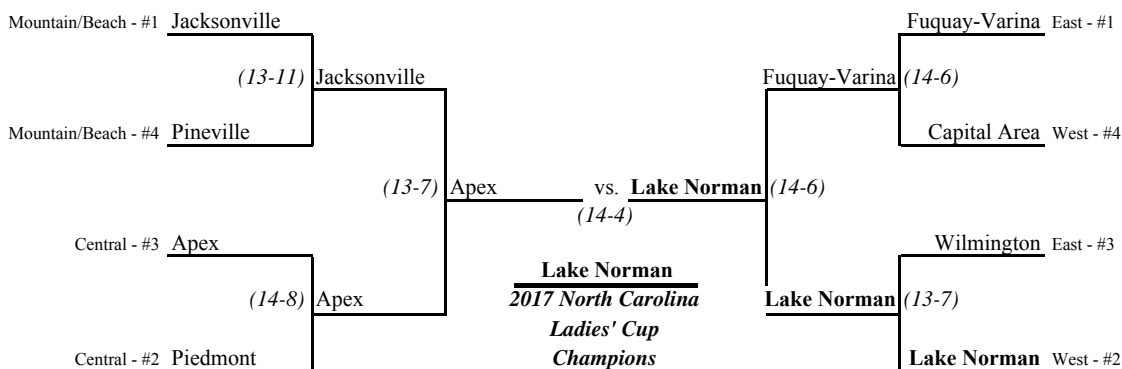 Mountain/Beach - #1 Jacksonville Fuquay-Varina East - #1
(13-11) Jacksonville Fuquay-Varina (14-6)
Mountain/Beach - #4 Pineville Capital Area West - #4
(13-7) Apex vs. Lake Norman (14-6)
(14-4)
Central - #3 Apex Wilmington East - #3
Lake Norman
(14-8) Apex 2017 North Carolina Lake Norman (13-7)
Ladies' Cup
Central - #2 Piedmont Champions Lake Norman West - #2